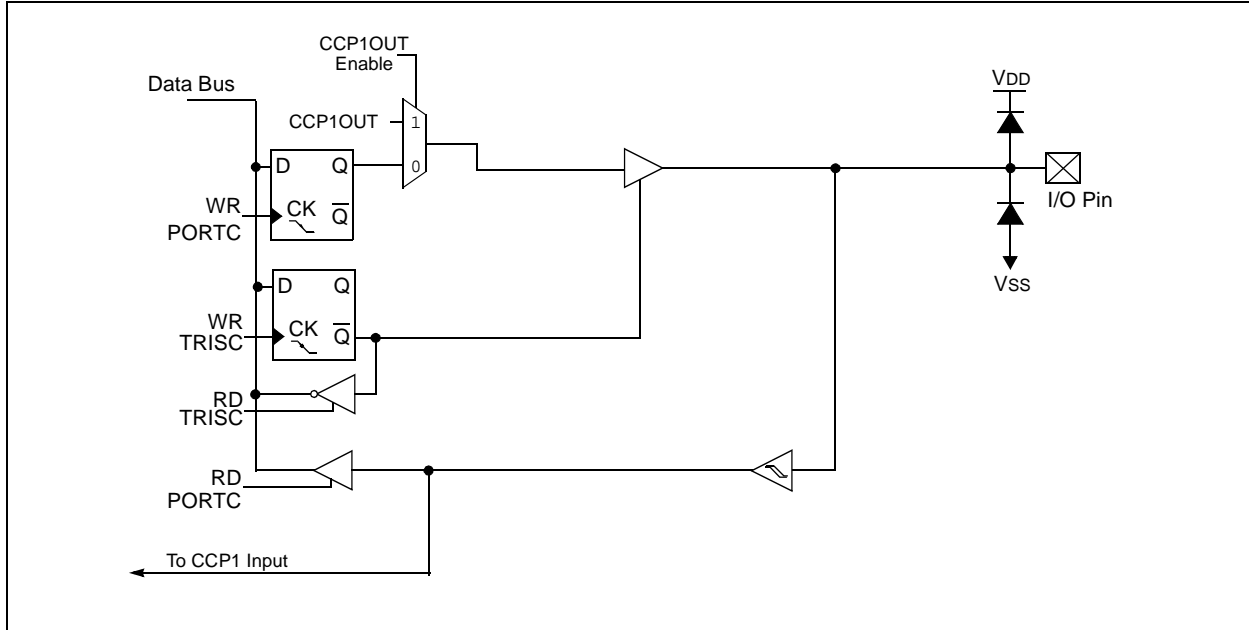 CCP1OUT
Enable
Data Bus
VDD
CCP1OUT
1
0
D Q
CK Q̅
WR
PORTC
I/O Pin
VSS
D Q
CK Q̅
WR
TRISC
RD
TRISC
RD
PORTC
To CCP1 Input